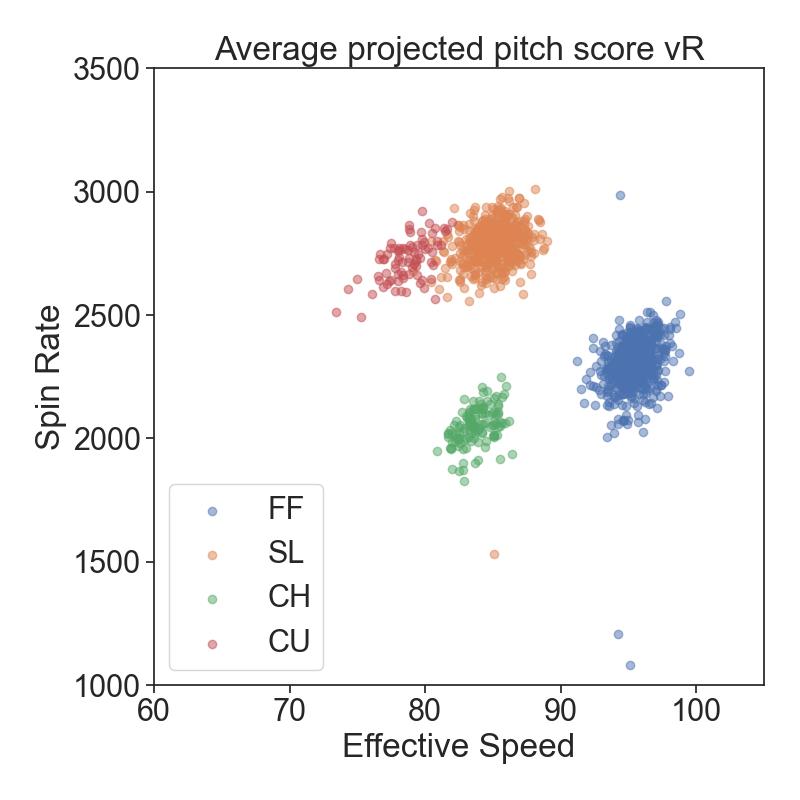 Average projected pitch score vR
3500
3000
2500
2000
1500
1000
Spin Rate
FF
SL
CH
CU
60 70 80 90 100
Effective Speed